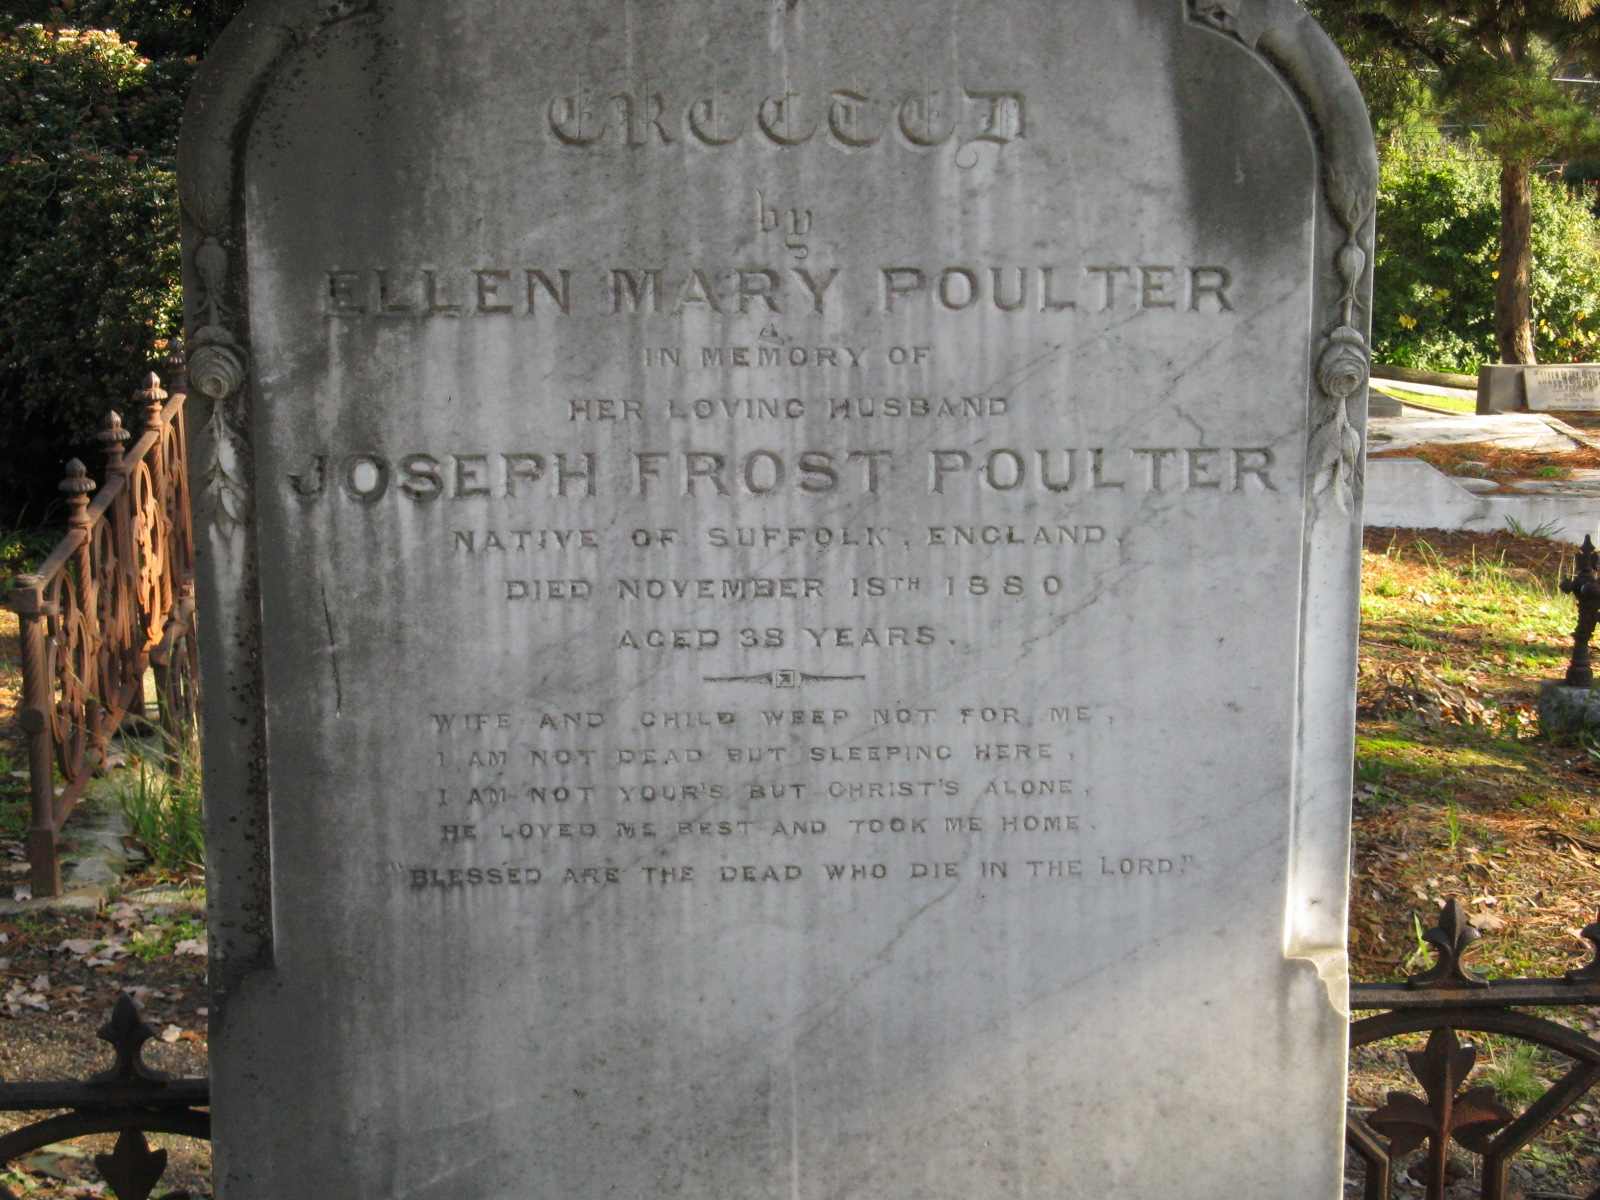 ERECTED
by
ELLEN MARY POULTER
IN MEMORY OF
HER LOVING HUSBAND
JOSEPH FROST POULTER
NATIVE OF SUFFOLK, ENGLAND,
DIED NOVEMBER 18TH 1880
AGED 38 YEARS.
WIFE AND CHILD WEEP NOT FOR ME,
I AM NOT DEAD BUT SLEEPING HERE,
I AM NOT YOUR'S BUT CHRIST'S ALONE,
HE LOVED ME BEST AND TOOK ME HOME.
"BLESSED ARE THE DEAD WHO DIE IN THE LORD."